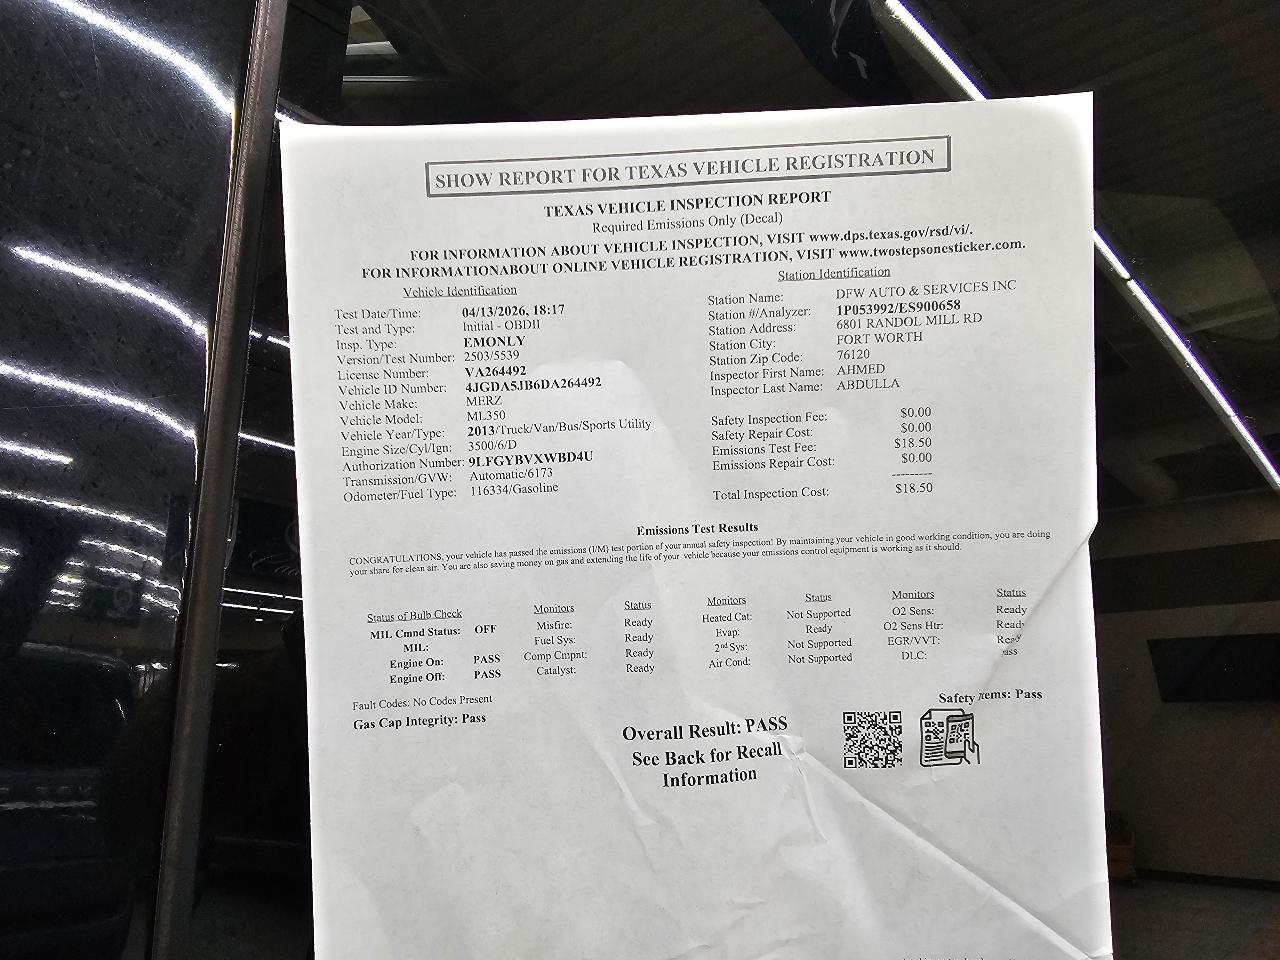 SHOW REPORT FOR TEXAS VEHICLE REGISTRATION
TEXAS VEHICLE INSPECTION REPORT
Required Emissions Only (Decal)
FOR INFORMATION ABOUT VEHICLE INSPECTION, VISIT www.dps.texas.gov/rsd/vi/.
FOR INFORMATIONABOUT ONLINE VEHICLE REGISTRATION, VISIT www.twostepsonesticker.com.
Vehicle Identification
Test Date/Time: 04/13/2026, 18:17
Test and Type: Initial - OBDII
Insp. Type: EMONLY
Version/Test Number: 2503/5539
License Number: VA264492
Vehicle ID Number: 4JGDA5JB6DA264492
Vehicle Make: MERZ
Vehicle Model: ML350
Vehicle Year/Type: 2013/Truck/Van/Bus/Sports Utility
Engine Size/Cyl/Ign: 3500/6/D
Authorization Number: 9LFGYBVXWBD4U
Transmission/GVW: Automatic/6173
Odometer/Fuel Type: 116334/Gasoline
Station Identification
Station Name: DFW AUTO & SERVICES INC
Station #/Analyzer: 1P053992/ES900658
Station Address: 6801 RANDOL MILL RD
Station City: FORT WORTH
Station Zip Code: 76120
Inspector First Name: AHMED
Inspector Last Name: ABDULLA
Safety Inspection Fee: $0.00
Safety Repair Cost: $0.00
Emissions Test Fee: $18.50
Emissions Repair Cost: $0.00
---------
Total Inspection Cost: $18.50
Emissions Test Results
CONGRATULATIONS, your vehicle has passed the emissions (I/M) test portion of your annual safety inspection! By maintaining your vehicle in good working condition, you are doing
your share for clean air. You are also saving money on gas and extending the life of your vehicle because your emissions control equipment is working as it should.
Status of Bulb Check
MIL Cmnd Status: OFF
MIL:
Engine On: PASS
Engine Off: PASS
Monitors Status
Misfire: Ready
Fuel Sys: Ready
Comp Cmpnt: Ready
Catalyst: Ready
Monitors Status
Heated Cat: Not Supported
Evap: Ready
2nd Sys: Not Supported
Air Cond: Not Supported
Monitors Status
O2 Sens: Ready
O2 Sens Htr: Ready
EGR/VVT: Ready
DLC:
Fault Codes: No Codes Present
Gas Cap Integrity: Pass
Safety Items: Pass
Overall Result: PASS
See Back for Recall
Information